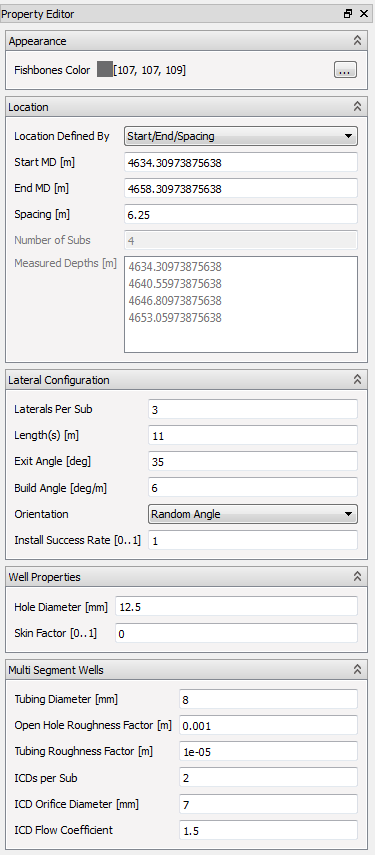 Property Editor
Appearance
Fishbones Color [107, 107, 109] ...
Location
Location Defined By Start/End/Spacing
Start MD [m] 4634.30973875638
End MD [m] 4658.30973875638
Spacing [m] 6.25
Number of Subs 4
Measured Depths [m] 4634.30973875638
4640.55973875638
4646.80973875638
4653.05973875638
Lateral Configuration
Laterals Per Sub 3
Length(s) [m] 11
Exit Angle [deg] 35
Build Angle [deg/m] 6
Orientation Random Angle
Install Success Rate [0..1] 1
Well Properties
Hole Diameter [mm] 12.5
Skin Factor [0..1] 0
Multi Segment Wells
Tubing Diameter [mm] 8
Open Hole Roughness Factor [m] 0.001
Tubing Roughness Factor [m] 1e-05
ICDs per Sub 2
ICD Orifice Diameter [mm] 7
ICD Flow Coefficient 1.5